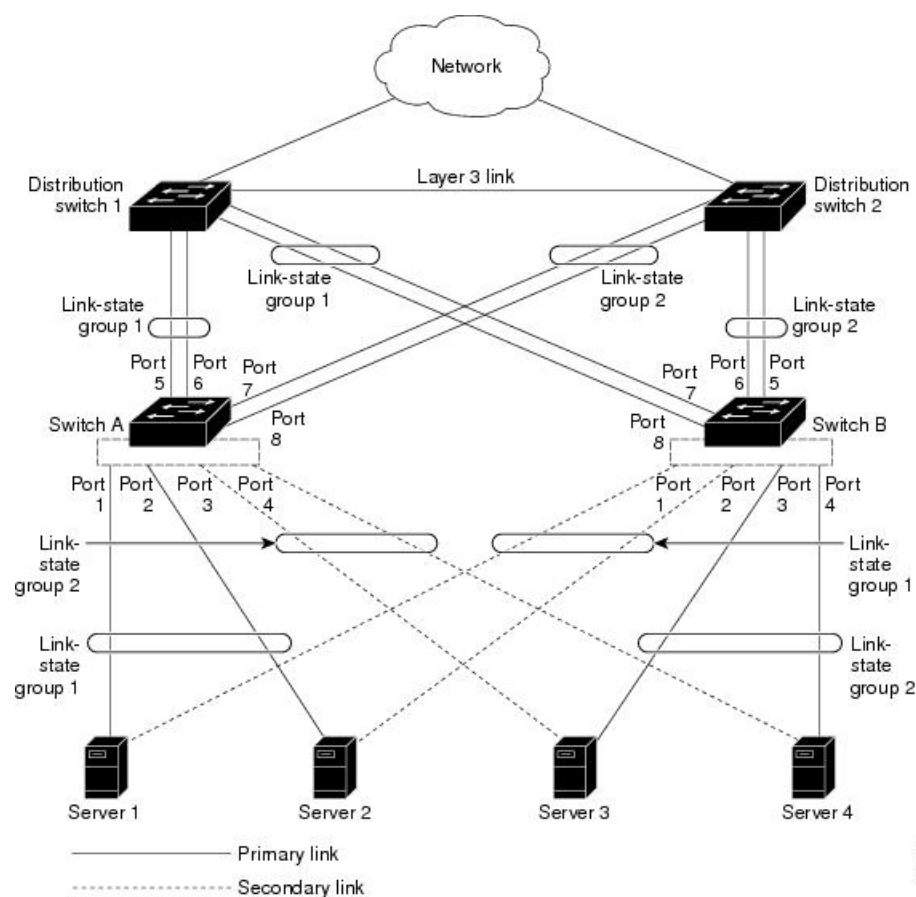 Network
Layer 3 link
Distribution
switch 1
Distribution
switch 2
Link-state
group 1
Link-state
group 2
Link-state
group 1
Link-state
group 2
Port
5
Port
6
Port
7
Port
8
Port
7
Port
6
Port
5
Port
8
Switch A
Switch B
Port
1
Port
2
Port
3
Port
4
Port
1
Port
2
Port
3
Port
4
Link-
state
group 2
Link-
state
group 1
Link-
state
group 1
Link-
state
group 2
Server 1
Server 2
Server 3
Server 4
Primary link
Secondary link